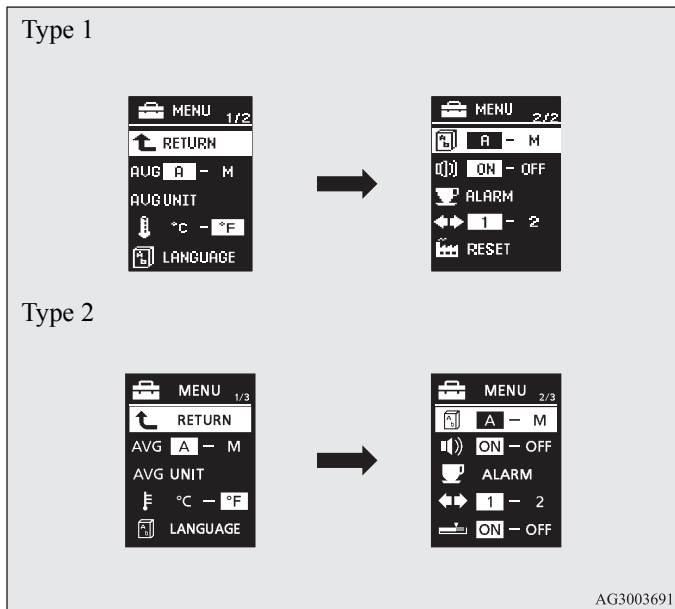 Type 1
MENU 1/2
RETURN
AVG A - M
AVG UNIT
°C - °F
LANGUAGE
MENU 2/2
A - M
ON - OFF
ALARM
1 - 2
RESET
Type 2
MENU 1/3
RETURN
AVG A - M
AVG UNIT
°C - °F
LANGUAGE
MENU 2/3
A - M
ON - OFF
ALARM
1 - 2
ON - OFF
AG3003691